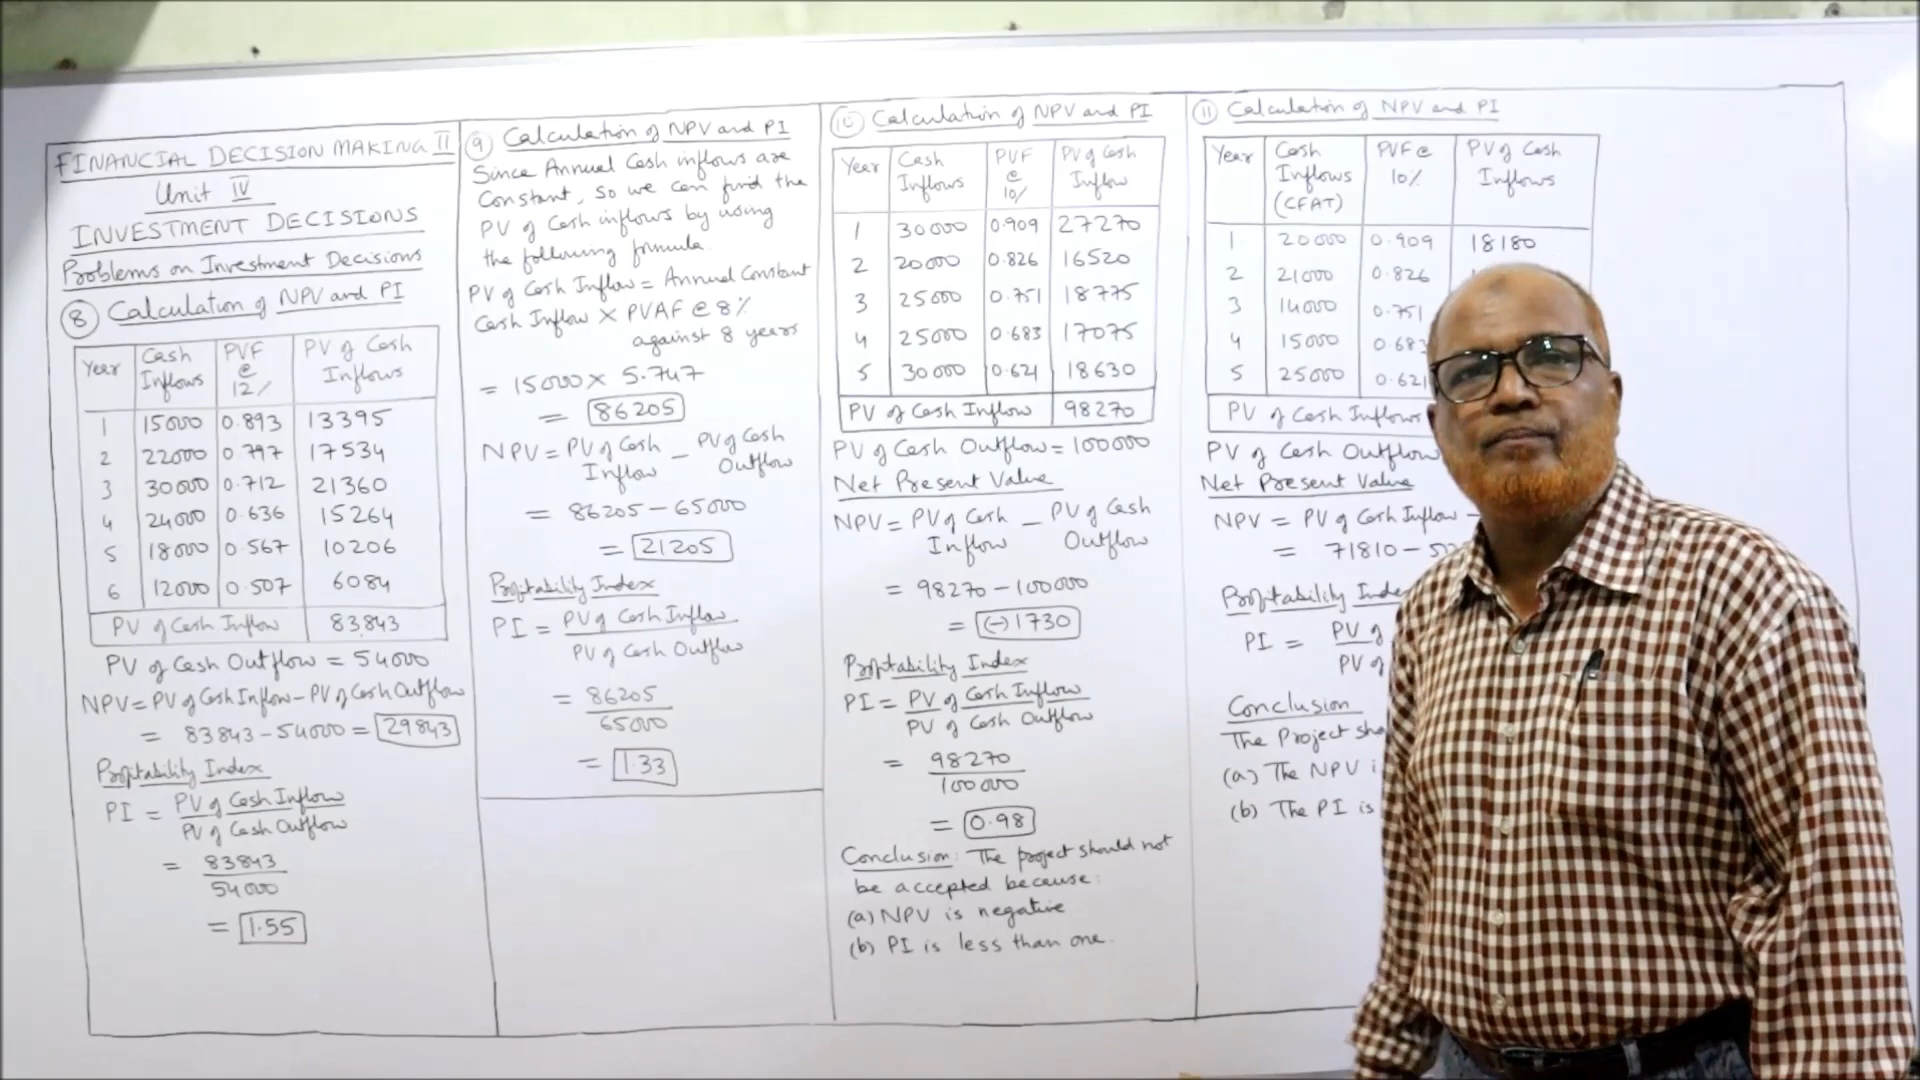 FINANCIAL DECISION MAKING II
Unit IV
INVESTMENT DECISIONS
Problems on Investment Decisions
8 Calculation of NPV and PI
Year Cash Inflows PVF @ 12% PV of Cash Inflows
1 15000 0.893 13395
2 22000 0.797 17534
3 30000 0.712 21360
4 24000 0.636 15264
5 18000 0.567 10206
6 12000 0.507 6084
PV of Cash Inflow 83,843
PV of Cash Outflow = 54000
NPV = PV of Cash Inflow - PV of Cash Outflow
= 83843 - 54000 = 29843
Profitability Index
PI = PV of Cash Inflow
PV of Cash Outflow
= 83843
54000
= 1.55
9 Calculation of NPV and PI
Since Annual Cash inflows are
Constant, so we can find the
PV of Cash inflows by using
the following formula.
PV of Cash Inflow = Annual Constant
Cash Inflow × PVAF @ 8%
against 8 years
= 15000 × 5.747
= 86205
NPV = PV of Cash Inflow - PV of Cash Outflow
= 86205 - 65000
= 21205
Profitability Index
PI = PV of Cash Inflow
PV of Cash Outflow
= 86205
65000
= 1.33
10 Calculation of NPV and PI
Year Cash Inflows PVF @ 10% PV of Cash Inflow
1 30000 0.909 27270
2 20000 0.826 16520
3 25000 0.751 18775
4 25000 0.683 17075
5 30000 0.621 18630
PV of Cash Inflow 98270
PV of Cash Outflow = 100000
Net Present Value
NPV = PV of Cash Inflow - PV of Cash Outflow
= 98270 - 100000
= (-) 1730
Profitability Index
PI = PV of Cash Inflow
PV of Cash Outflow
= 98270
100000
= 0.98
Conclusion: The project should not
be accepted because:
(a) NPV is negative
(b) PI is less than one.
11 Calculation of NPV and PI
Year Cash Inflows (CFAT) PVF @ 10% PV of Cash Inflows
1 20000 0.909 18180
2 21000 0.826
3 14000 0.751
4 15000 0.683
5 25000 0.621
PV of Cash Inflows
PV of Cash Outflow
Net Present Value
NPV = PV of Cash Inflow -
= 71810 -
Profitability Index
PI = PV of
PV of
Conclusion
The Project
(a) The NPV
(b) The PI is